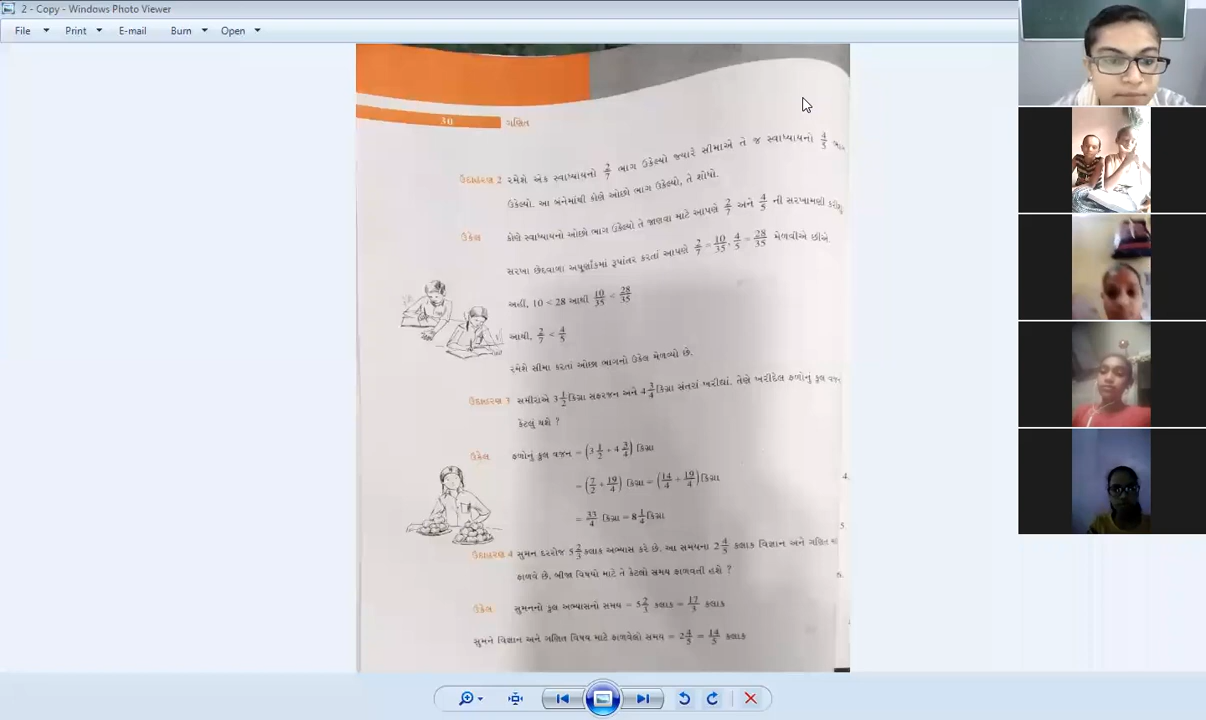 2 - Copy - Windows Photo Viewer
File Print E-mail Burn Open
30 ગણિત
ઉદાહરણ 2 રમેશે એક સ્વાધ્યાયનો 2/7 ભાગ ઉકેલ્યો જ્યારે સીમાએ તે જ સ્વાધ્યાયનો 4/5
ઉકેલ્યો. આ બંનેમાંથી કોણે ઓછો ભાગ ઉકેલ્યો, તે શોધો.
ઉકેલ કોણે સ્વાધ્યાયનો ઓછો ભાગ ઉકેલ્યો તે જાણવા માટે આપણે 2/7 અને 4/5 ની સરખામણી
સરખા છેદવાળા અપૂર્ણાંકમાં રૂપાંતર કરતાં આપણે 2/7 = 10/35, 4/5 = 28/35 મેળવીએ છીએ.
અહીં, 10 < 28 આથી 10/35 < 28/35
આથી, 2/7 < 4/5
રમેશે સીમા કરતાં ઓછા ભાગનો ઉકેલ મેળવ્યો છે.
ઉદાહરણ 3 સમીરાએ 3 1/2 કિગ્રા સફરજન અને 4 3/4 કિગ્રા સંતરાં ખરીદ્યાં. તેણે ખરીદેલ ફળોનું કુલ
કેટલું થશે ?
ઉકેલ ફળોનું કુલ વજન = (3 1/2 + 4 3/4) કિગ્રા
= (7/2 + 19/4) કિગ્રા = (14/4 + 19/4) કિગ્રા
= 33/4 કિગ્રા = 8 1/4 કિગ્રા
4.
5
6.
ઉદાહરણ 4 સુમન દરરોજ 5 2/3 કલાક અભ્યાસ કરે છે. આ સમયના 2 4/5 કલાક વિજ્ઞાન અને ગણિત
ફાળવે છે. બીજા વિષયો માટે તે કેટલો સમય ફાળવતી હશે ?
ઉકેલ સુમનનો કુલ અભ્યાસનો સમય = 5 2/3 કલાક = 17/3 કલાક
સુમને વિજ્ઞાન અને ગણિત વિષય માટે ફાળવેલો સમય = 2 4/5 = 14/5 કલાક